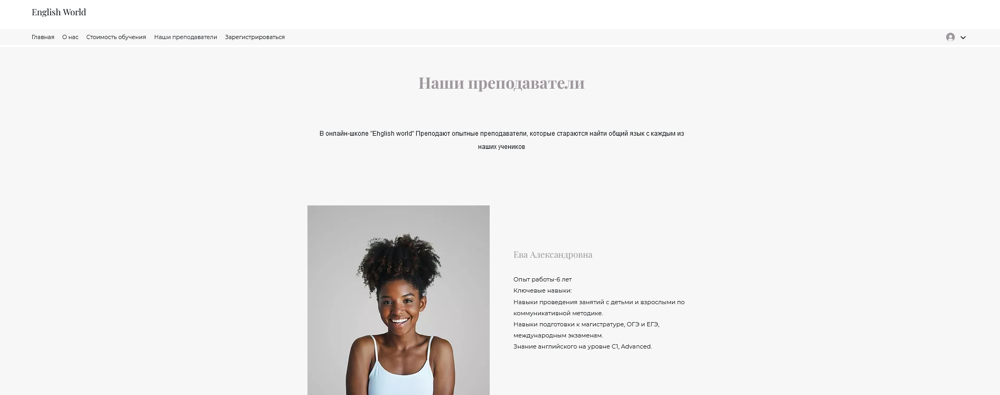 English World
Главная О нас Стоимость обучения Наши преподаватели Зарегистрироваться
Наши преподаватели
В онлайн-школе "Ehglish world" Преподают опытные преподаватели, которые стараются найти общий язык с каждым из
наших учеников
Ева Александровна
Опыт работы-6 лет
Ключевые навыки:
Навыки проведения занятий с детьми и взрослыми по
коммуникативной методике.
Навыки подготовки к магистратуре, ОГЭ и ЕГЭ,
международным экзаменам.
Знание английского на уровне C1, Advanced.